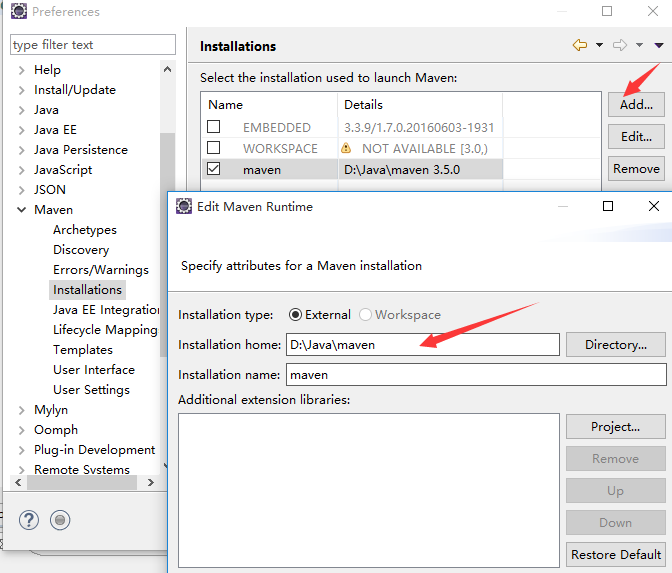 Preferences
type filter text
Help
Install/Update
Java
Java EE
Java Persistence
JavaScript
JSON
Maven
Archetypes
Discovery
Errors/Warnings
Installations
Java EE Integration
Lifecycle Mapping
Templates
User Interface
User Settings
Mylyn
Oomph
Plug-in Development
Remote Systems
Installations
Select the installation used to launch Maven:
Name Details
EMBEDDED 3.3.9/1.7.0.20160603-1931
WORKSPACE NOT AVAILABLE [3.0,)
maven D:\Java\maven 3.5.0
Add...
Edit...
Remove
Edit Maven Runtime
Specify attributes for a Maven installation
Installation type: External Workspace
Installation home: D:\Java\maven Directory...
Installation name: maven
Additional extension libraries:
Project...
Remove
Up
Down
Restore Default